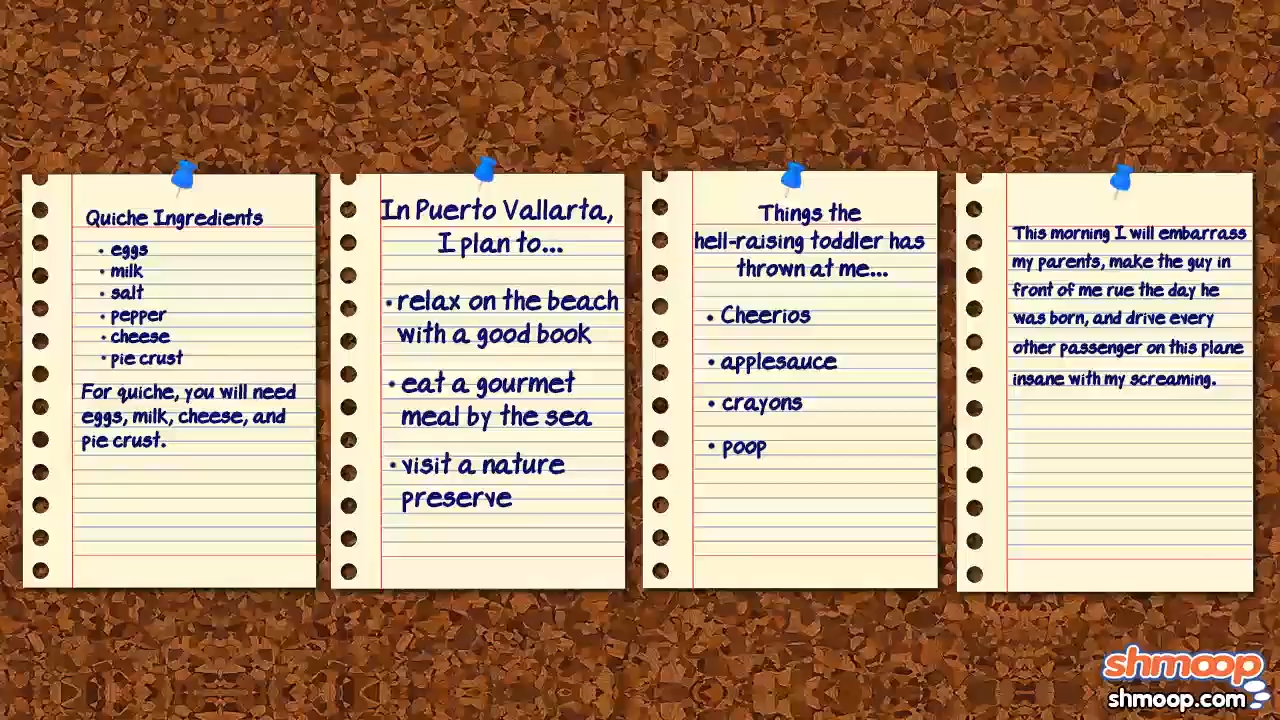 Quiche Ingredients
• eggs
• milk
• salt
• pepper
• cheese
• pie crust
For quiche, you will need
eggs, milk, cheese, and
pie crust.
In Puerto Vallarta,
I plan to...
• relax on the beach
with a good book
• eat a gourmet
meal by the sea
• visit a nature
preserve
Things the
hell-raising toddler has
thrown at me...
• Cheerios
• applesauce
• crayons
• poop
This morning I will embarrass
my parents, make the guy in
front of me rue the day he
was born, and drive every
other passenger on this plane
insane with my screaming.
shmoop
shmoop.com